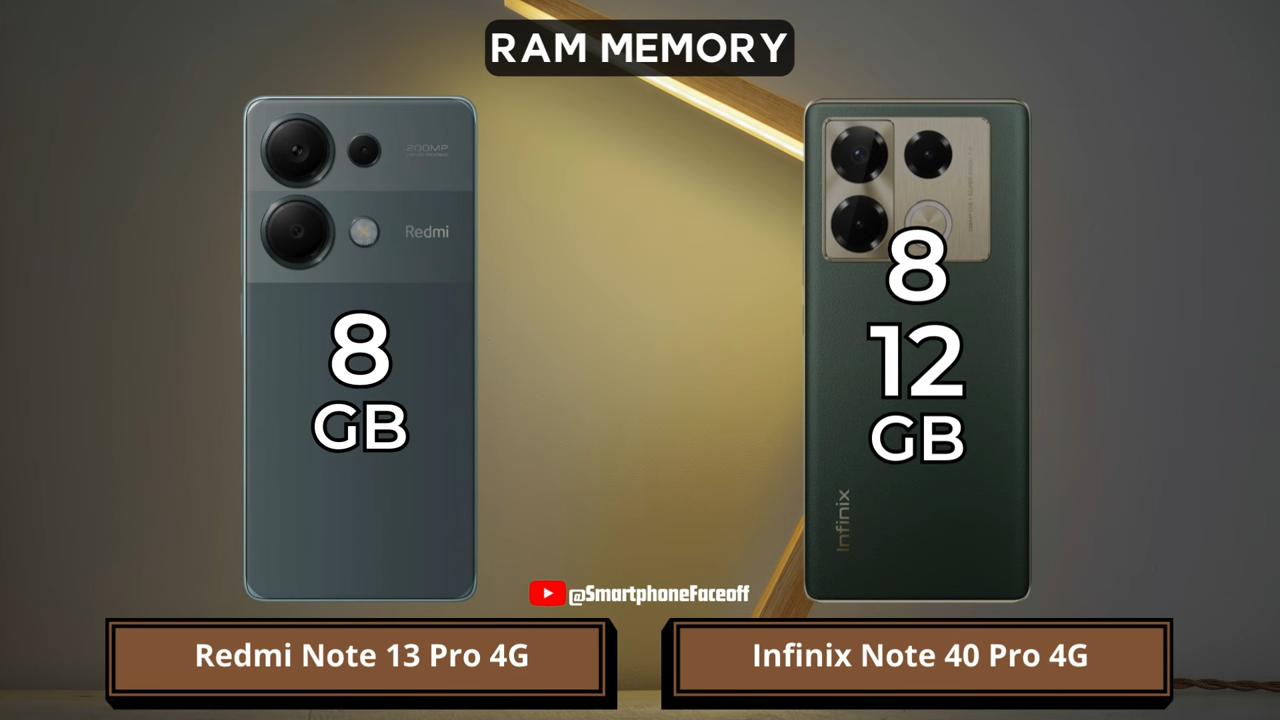 RAM MEMORY
200MP
Redmi
8
GB
8
12
GB
Infinix
@SmartphoneFaceoff
Redmi Note 13 Pro 4G
Infinix Note 40 Pro 4G